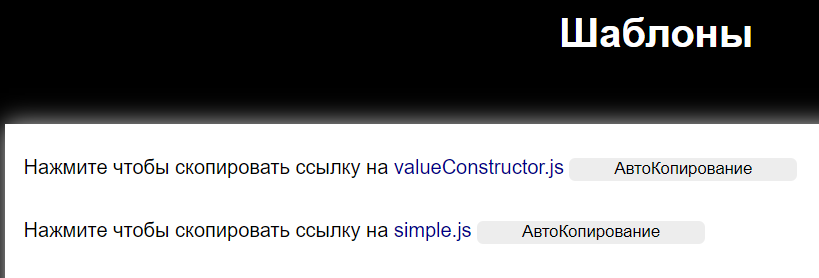 Шаблоны
Нажмите чтобы скопировать ссылку на valueConstructor.js АвтоКопирование
Нажмите чтобы скопировать ссылку на simple.js АвтоКопирование